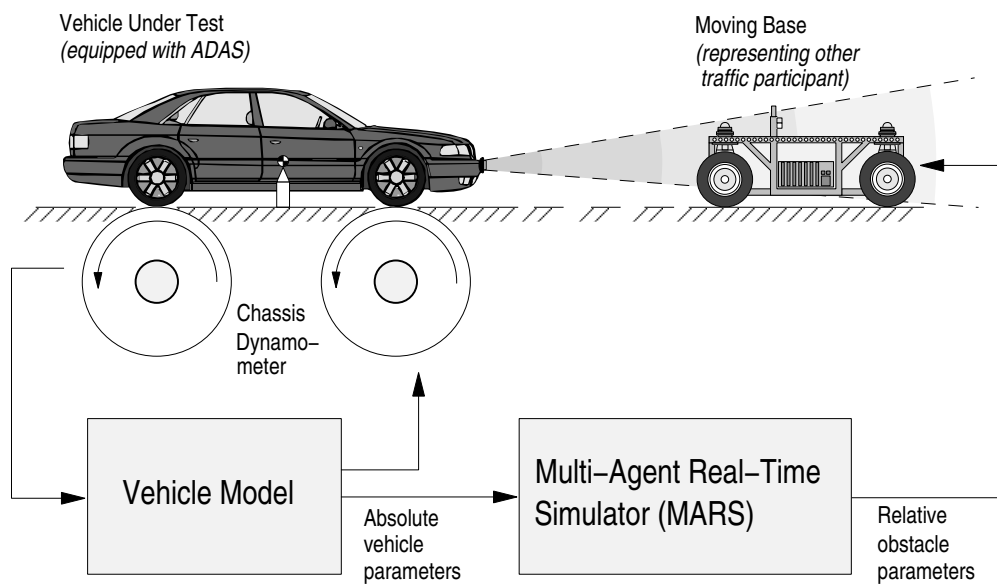 Vehicle Under Test
(equipped with ADAS)
Moving Base
(representing other
traffic participant)
Chassis
Dynamo−
meter
Vehicle Model
Multi−Agent Real−Time
Simulator (MARS)
Absolute
vehicle
parameters
Relative
obstacle
parameters